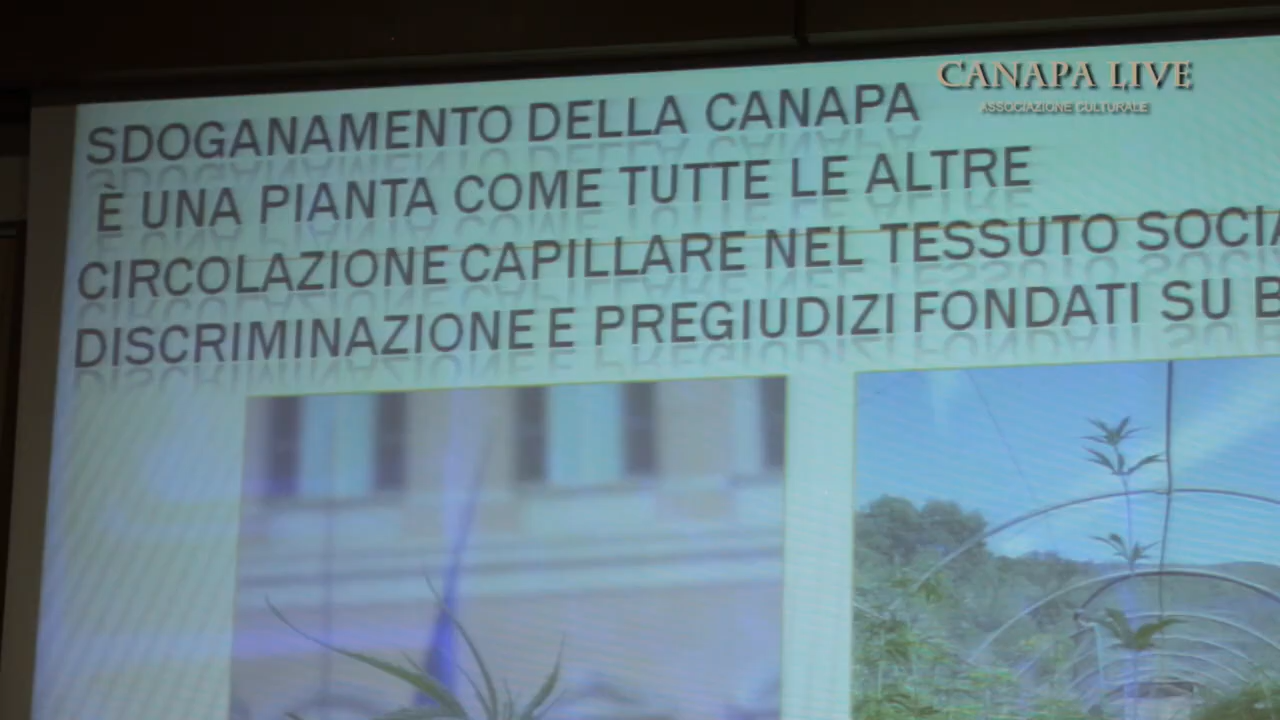 CANAPA LIVE
ASSOCIAZIONE CULTURALE
SDOGANAMENTO DELLA CANAPA
È UNA PIANTA COME TUTTE LE ALTRE
CIRCOLAZIONE CAPILLARE NEL TESSUTO
DISCRIMINAZIONE E PREGIUDIZI FONDATI SU